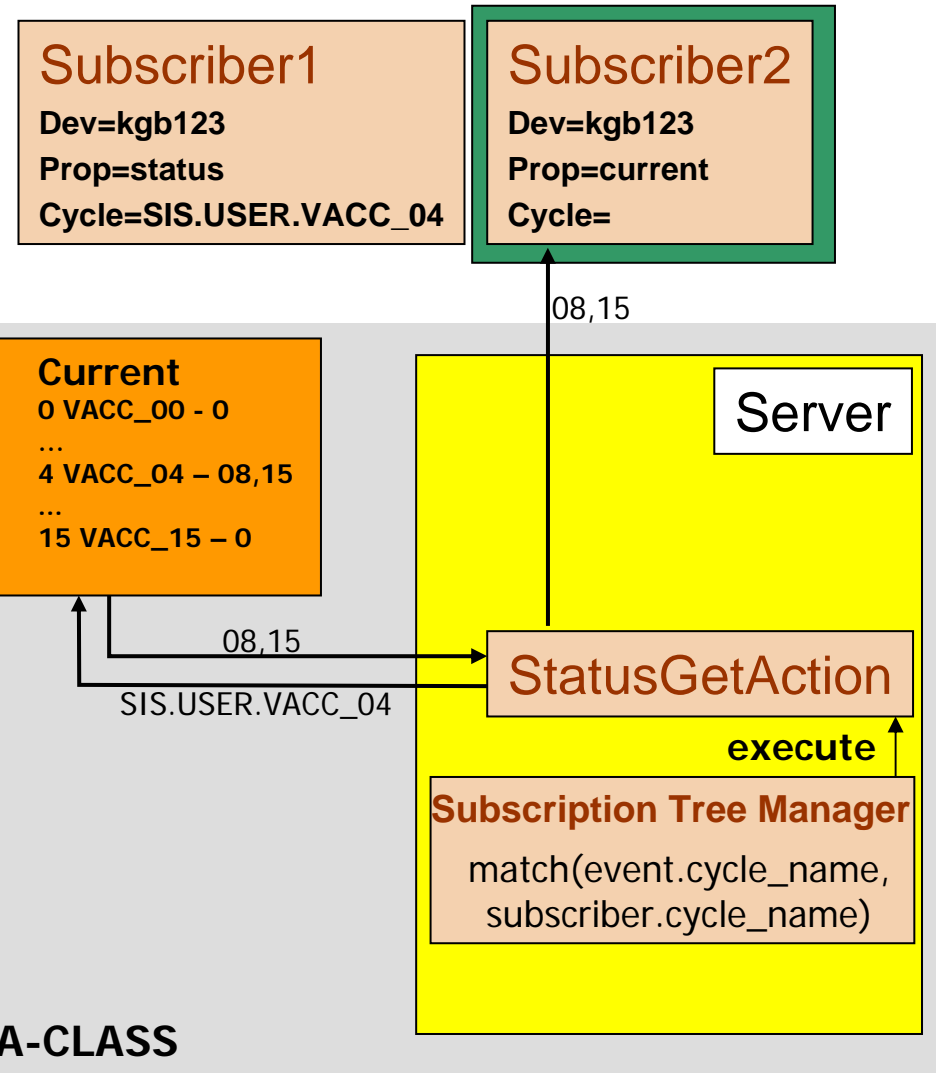 Subscriber1
Dev=kgb123
Prop=status
Cycle=SIS.USER.VACC_04
Subscriber2
Dev=kgb123
Prop=current
Cycle=
08,15
Current
0 VACC_00 - 0
...
4 VACC_04 – 08,15
...
15 VACC_15 – 0
Server
08,15
SIS.USER.VACC_04
StatusGetAction
execute
Subscription Tree Manager
match(event.cycle_name,
subscriber.cycle_name)
A-CLASS